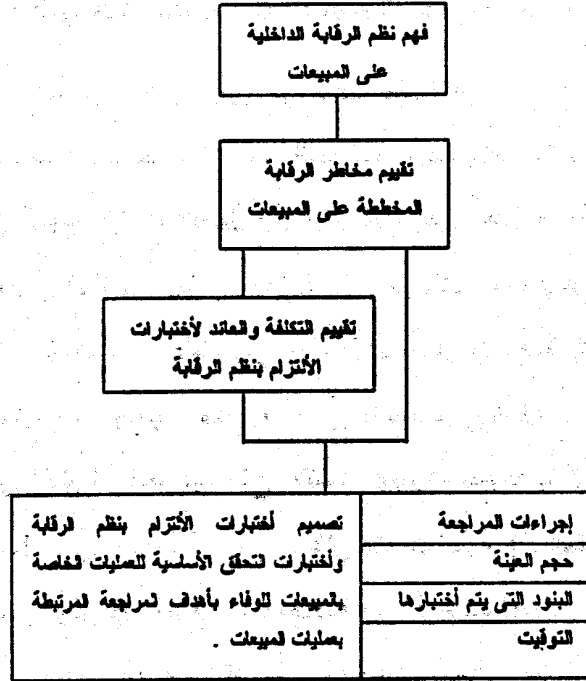 فهم نظم الرقابة الداخلية
على المبيعات
تقييم مخاطر الرقابة
المخططة على المبيعات
تقييم التكلفة والعائد لأختبارات
الألتزام بنظم الرقابة
إجراءات المراجعة
حجم العينة
البنود التى يتم أختبارها
التوقيت
تصميم أختبارات الألتزام بنظم الرقابة
وأختبارات التحقق الأساسية للعمليات الخاصة
بالمبيعات للوفاء بأهداف المراجعة المرتبطة
بعمليات المبيعات .